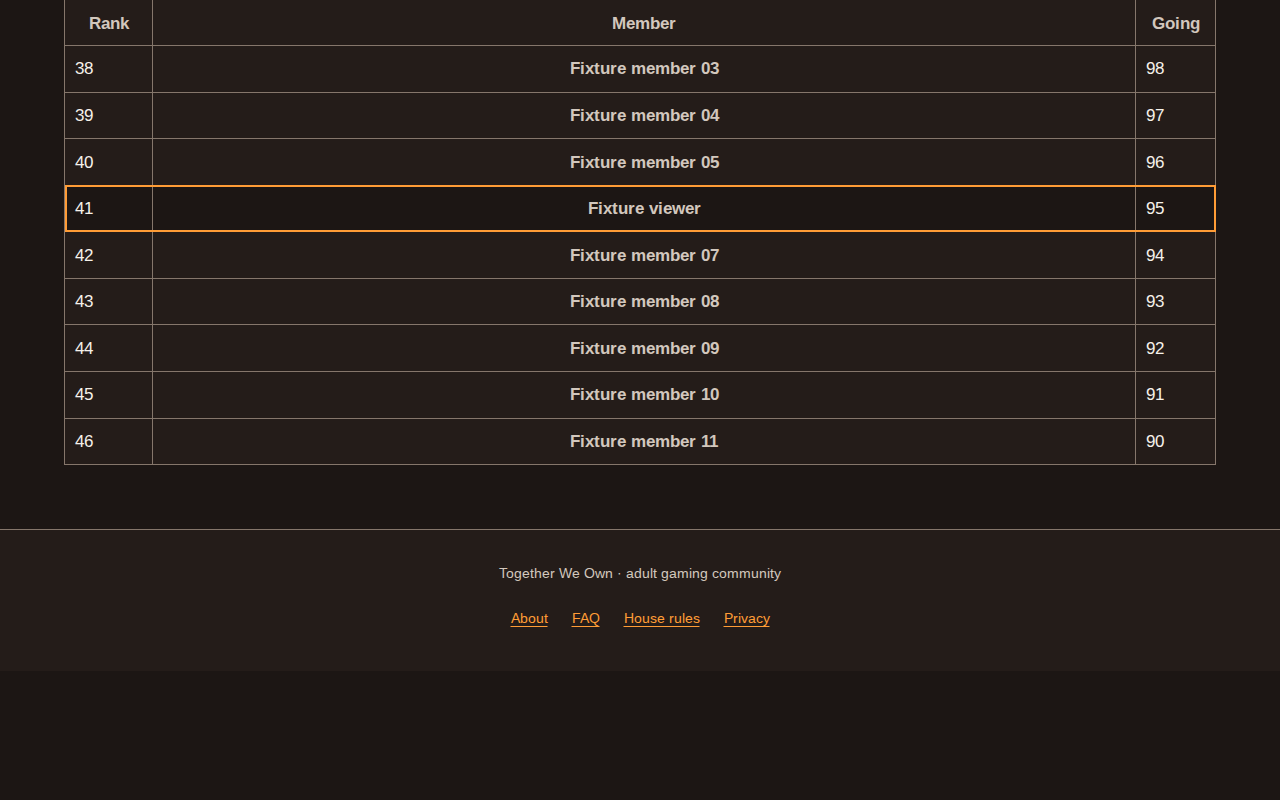 Rank Member Going
38 Fixture member 03 98
39 Fixture member 04 97
40 Fixture member 05 96
41 Fixture viewer 95
42 Fixture member 07 94
43 Fixture member 08 93
44 Fixture member 09 92
45 Fixture member 10 91
46 Fixture member 11 90
Together We Own · adult gaming community
About FAQ House rules Privacy